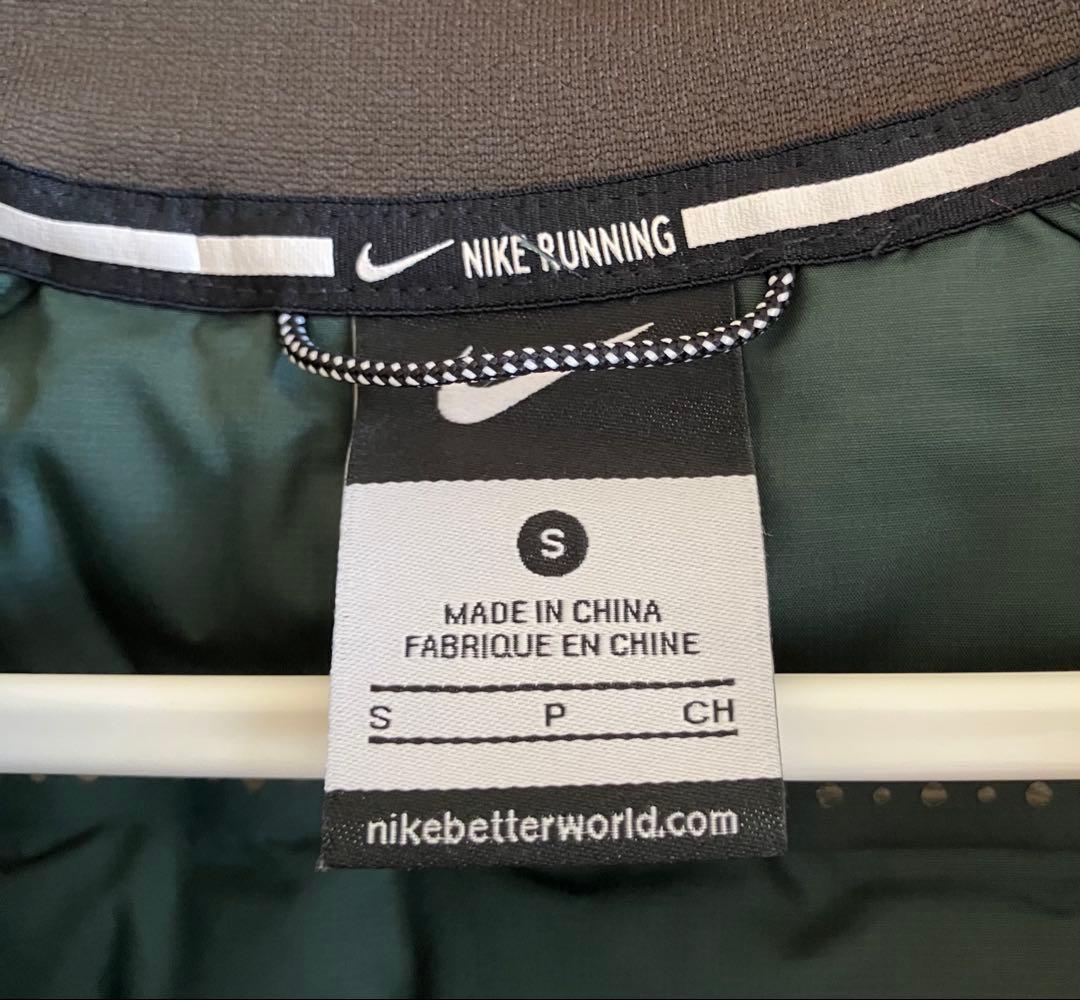 NIKE RUNNING
S
MADE IN CHINA
FABRIQUE EN CHINE
S P CH
nikebetterworld.com